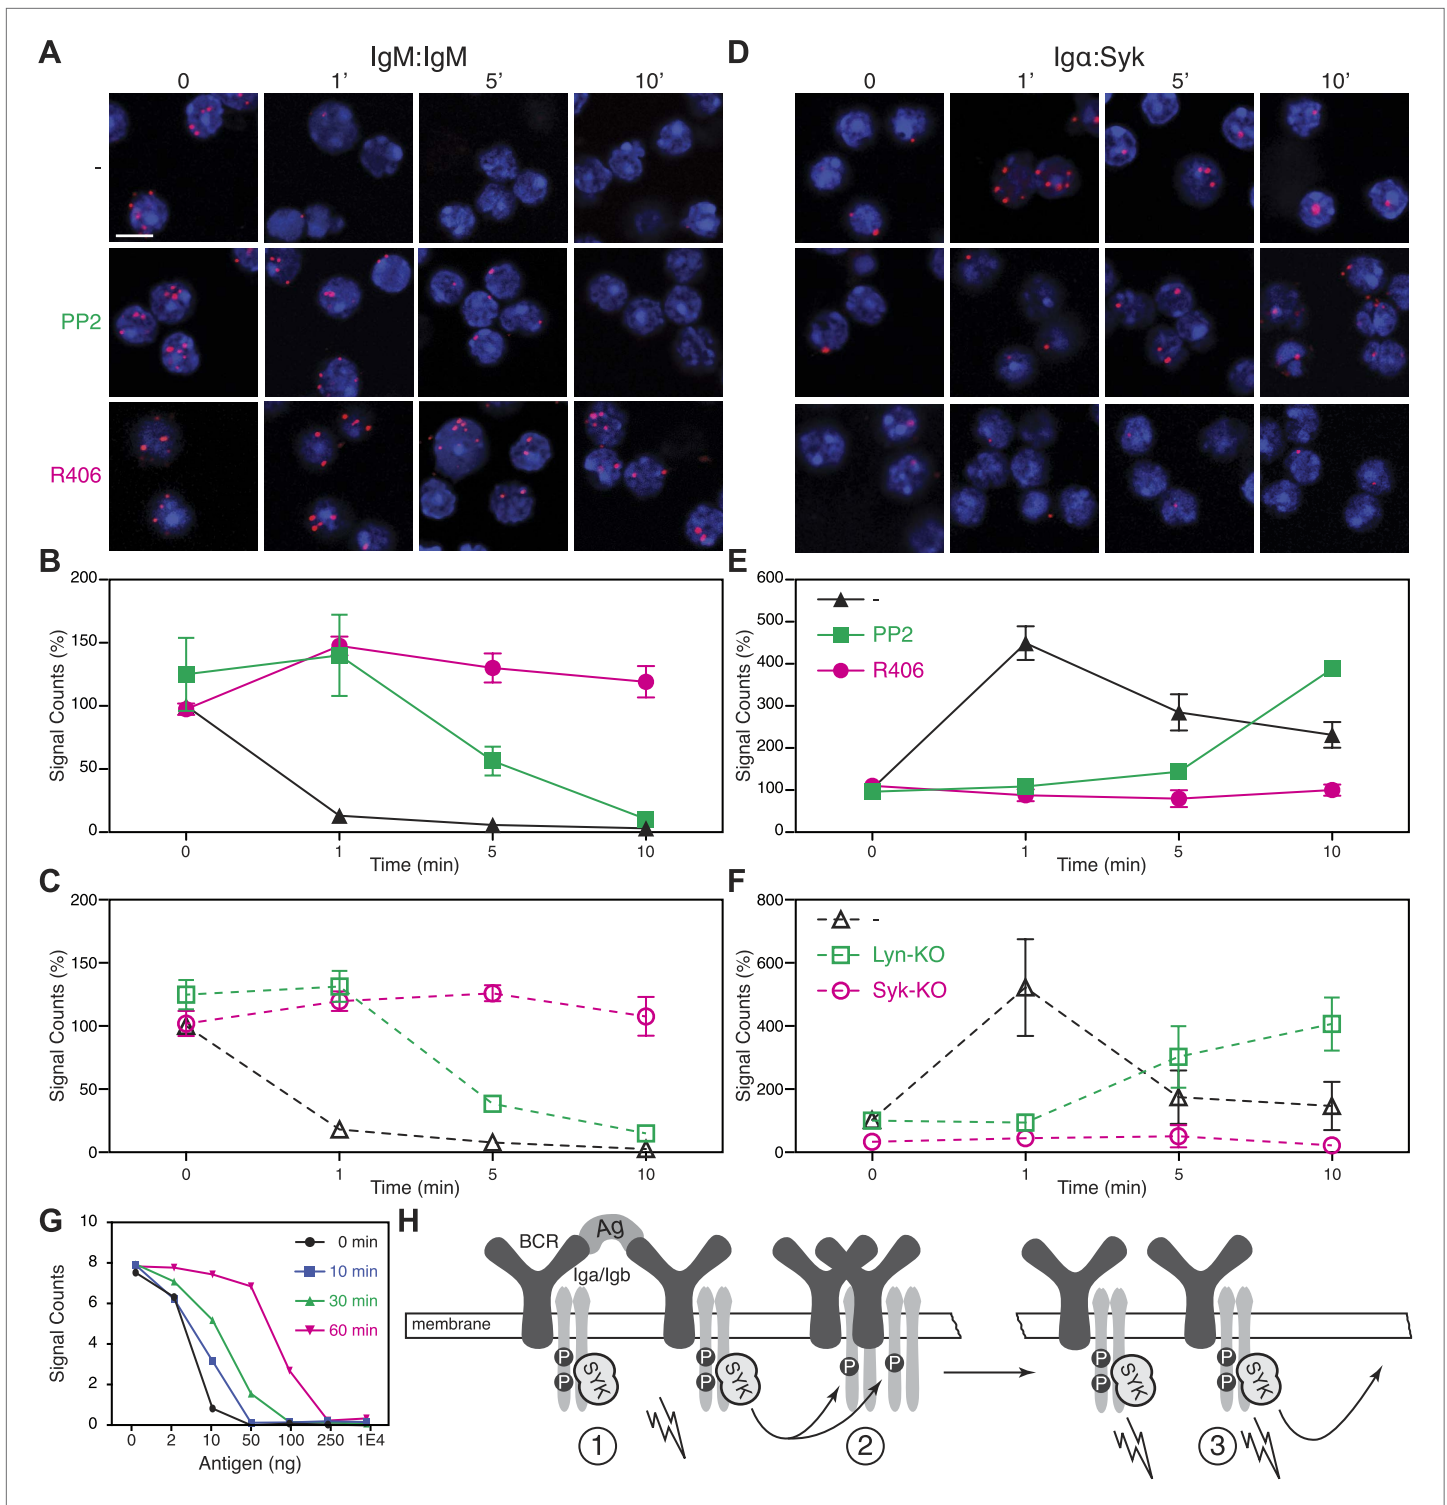 A
IgM:IgM
0 1' 5' 10'
-
PP2
R406
D
Igα:Syk
0 1' 5' 10'
B
200
150
100
50
0
Signal Counts (%)
0 1 5 10
Time (min)
E
600
500
400
300
200
100
0
Signal Counts (%)
-
PP2
R406
0 1 5 10
Time (min)
C
200
150
100
50
0
Signal Counts (%)
0 1 5 10
Time (min)
F
800
600
400
200
0
Signal Counts (%)
-
Lyn-KO
Syk-KO
0 1 5 10
Time (min)
G
10
8
6
4
2
0
Signal Counts
0 min
10 min
30 min
60 min
0 2 10 50 100 250 1E4
Antigen (ng)
H
BCR
Ag
Iga/Igb
membrane
P
P
SYK
P
P
SYK
P
P
P
P
SYK
P
P
SYK
1
2
3